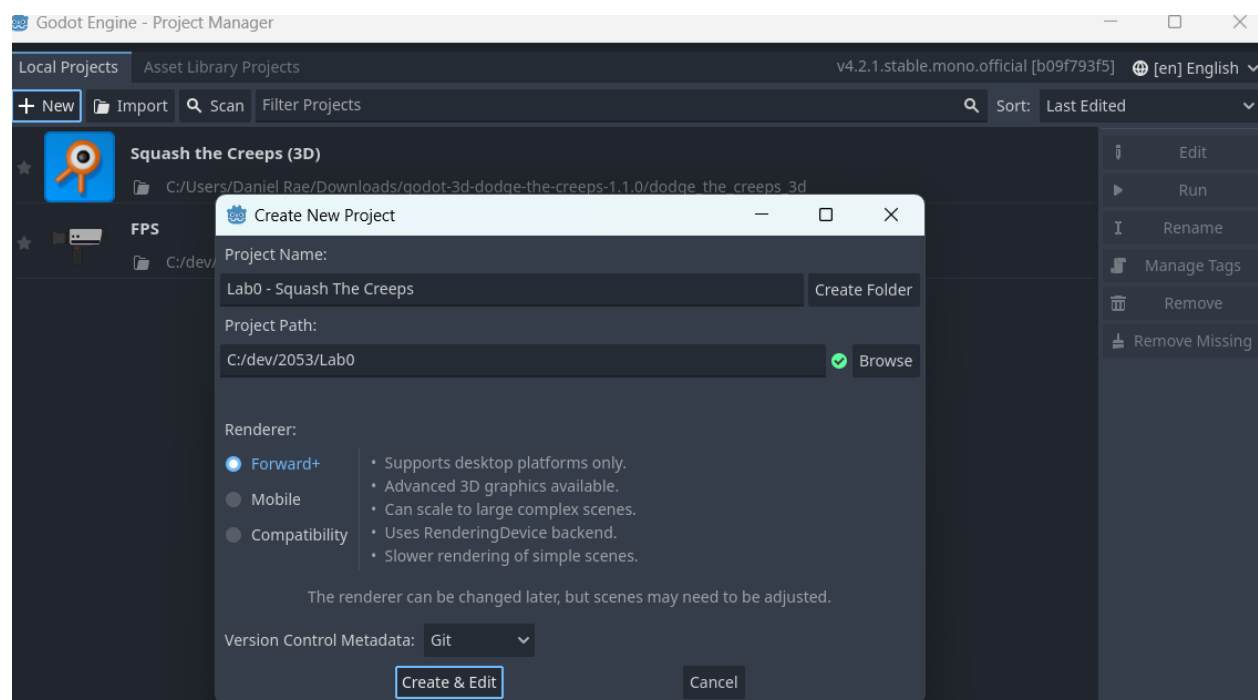 Godot Engine - Project Manager
Local Projects Asset Library Projects v4.2.1.stable.mono.official [b09f793f5] [en] English
+ New Import Scan Filter Projects Sort: Last Edited
Squash the Creeps (3D)
C:/Users/Daniel Rae/Downloads/godot-3d-dodge-the-creeps-1.1.0/dodge_the_creeps_3d
FPS
C:/dev/
Edit
Run
Rename
Manage Tags
Remove
Remove Missing
Create New Project
Project Name:
Lab0 - Squash The Creeps Create Folder
Project Path:
C:/dev/2053/Lab0 Browse
Renderer:
Forward+
Mobile
Compatibility
• Supports desktop platforms only.
• Advanced 3D graphics available.
• Can scale to large complex scenes.
• Uses RenderingDevice backend.
• Slower rendering of simple scenes.
The renderer can be changed later, but scenes may need to be adjusted.
Version Control Metadata: Git
Create & Edit Cancel